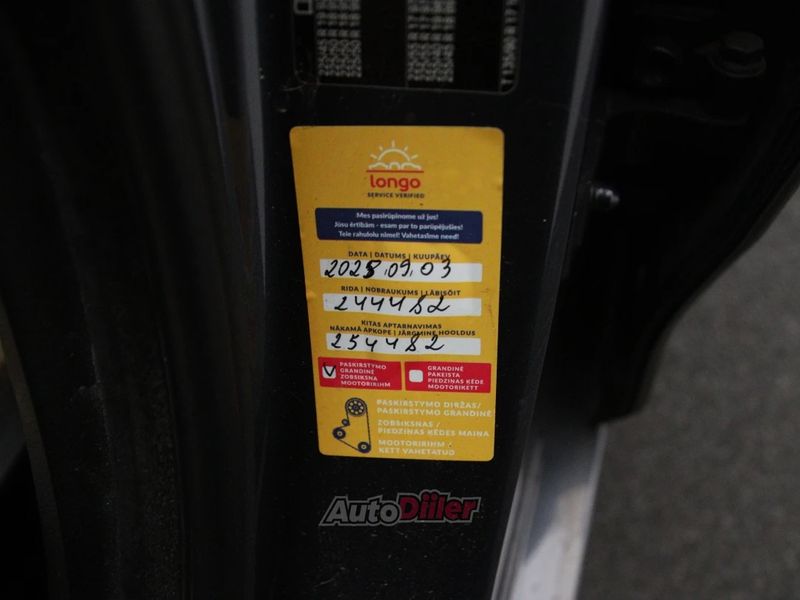 longo
SERVICE VERIFIED
Mes pasirūpinome už jus!
Jūsu ērtībām - esam par to parūpējušies!
Teie rahulolu nimel! Vahetasime need!
DATA | DATUMS | KUUPÄEV
2025.09.03
RIDA | NOBRAUKUMS | LÄBISÕIT
244482
KITAS APTARNAVIMAS
NĀKAMĀ APKOPE | JÄRGMINE HOOLDUS
254482
PASKIRSTYMO
GRANDINĖ
ZOBSIKSNA
MOOTORIRIHM
GRANDINĖ
PAKEISTA
PIEDZIŅAS ĶĒDE
MOOTORIKETT
PASKIRSTYMO DIRŽAS/
PASKIRSTYMO GRANDINĖ
ZOBSIKSNAS /
PIEDZIŅAS ĶĒDES MAIŅA
MOOTORIRIHM /
KETT VAHETATUD
AutoDiiler